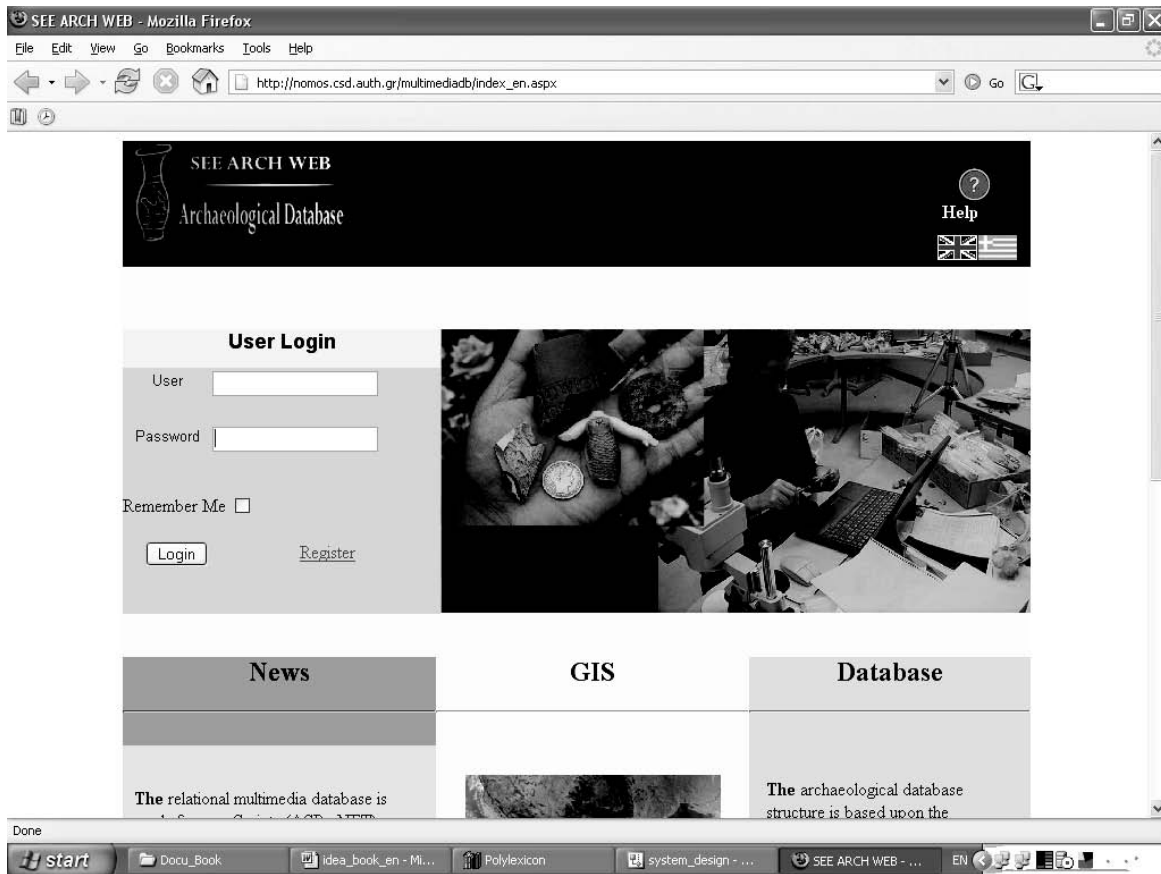 SEE ARCH WEB - Mozilla Firefox
File Edit View Go Bookmarks Tools Help
http://nomos.csd.auth.gr/multimediadb/index_en.aspx Go G
SEE ARCH WEB
Archaeological Database
?
Help
User Login
User
Password
Remember Me
Login Register
News GIS Database
The relational multimedia database is
The archaeological database
structure is based upon the
Done
start Docu_Book idea_book_en - Mi... Polylexicon system_design - ... SEE ARCH WEB - ... EN